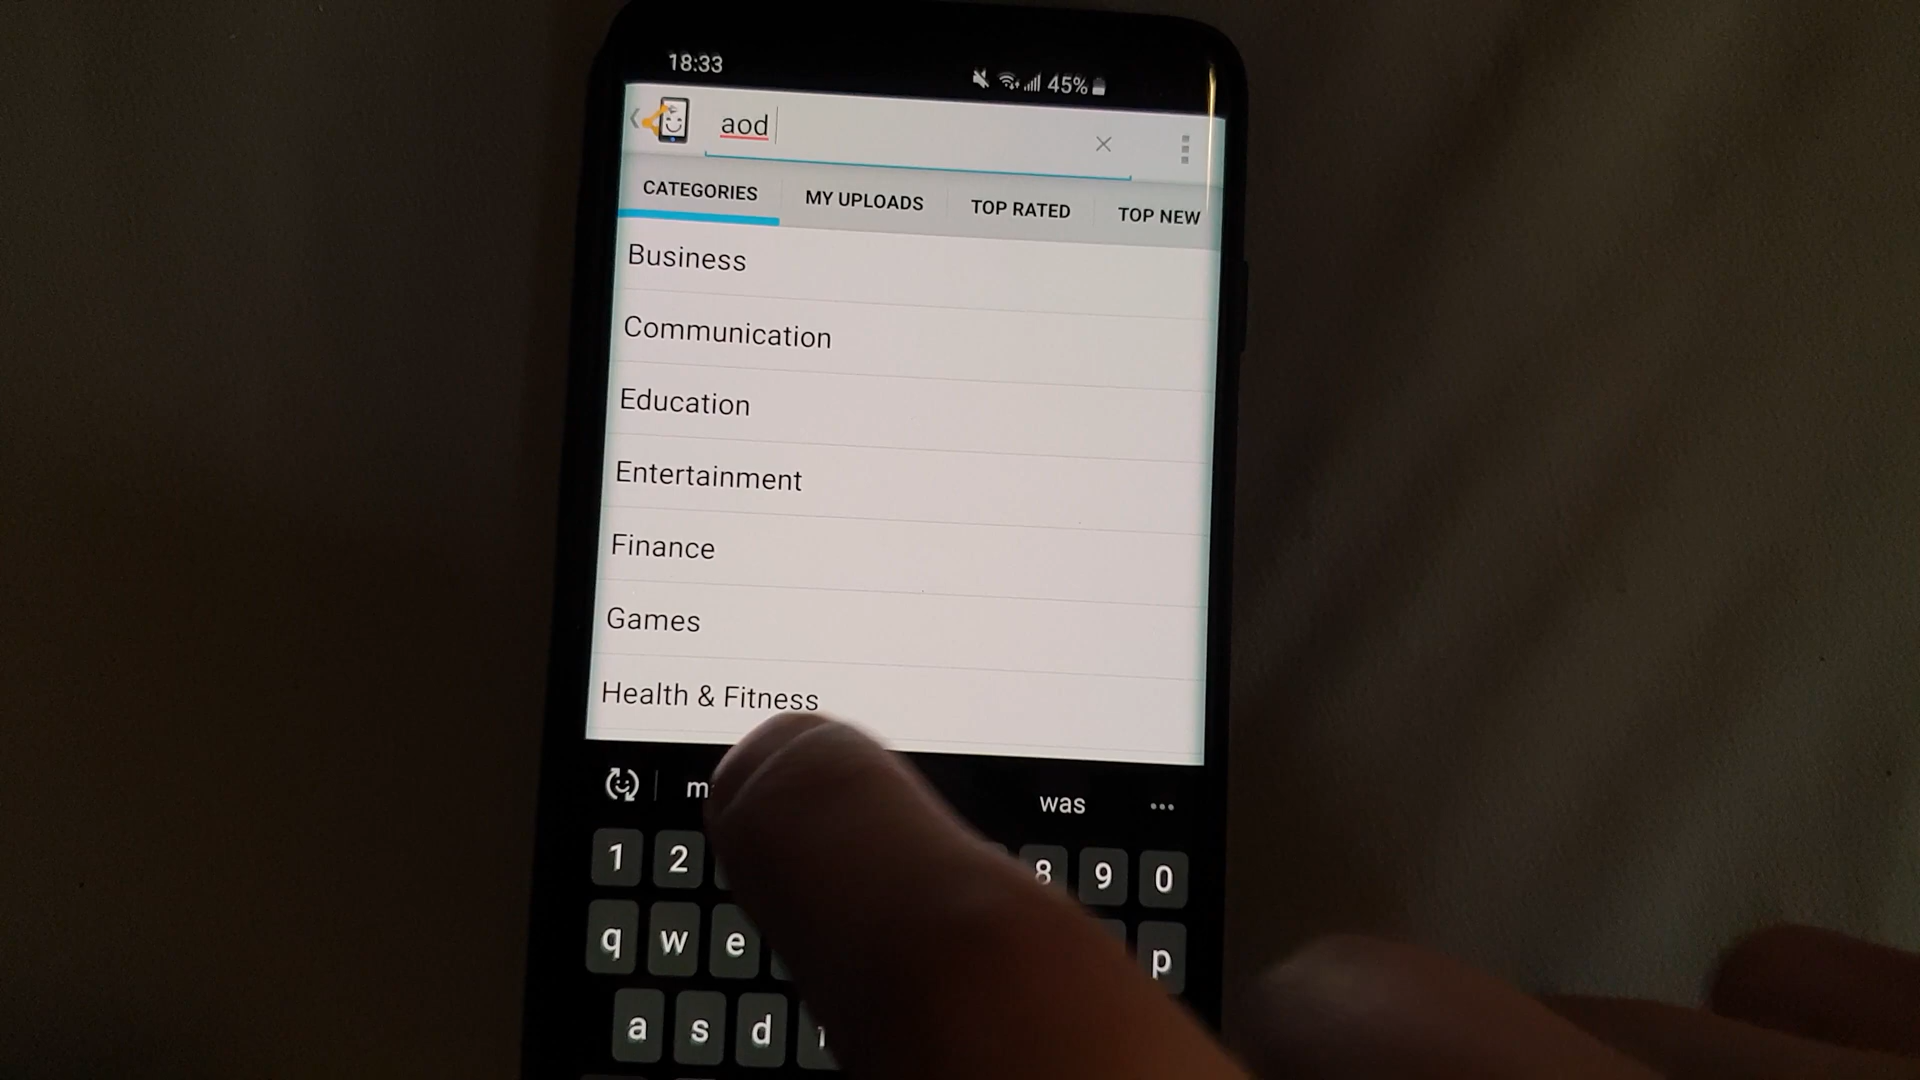 18:33
45%
aod
CATEGORIES MY UPLOADS TOP RATED TOP NEW
Business
Communication
Education
Entertainment
Finance
Games
Health & Fitness
was
1 2 8 9 0
q w e p
a s d